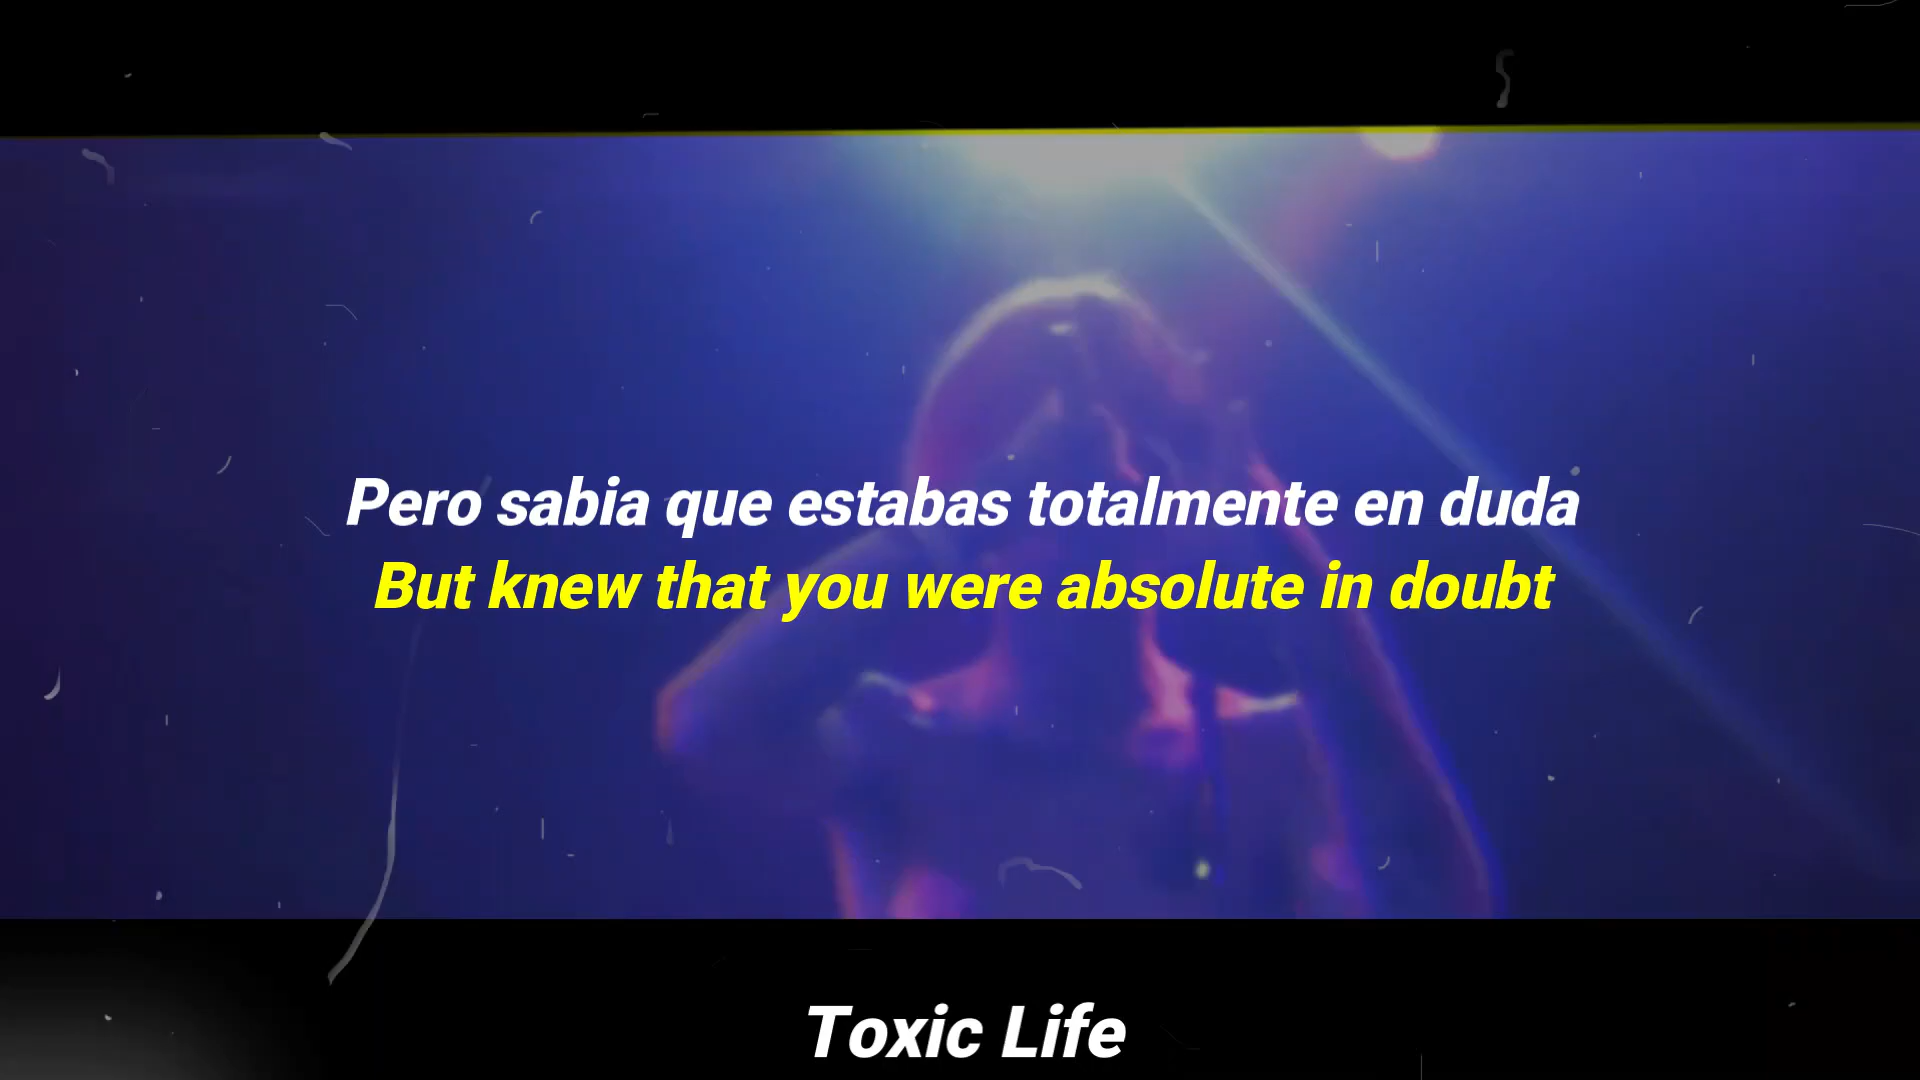 Pero sabia que estabas totalmente en duda
But knew that you were absolute in doubt
Toxic Life